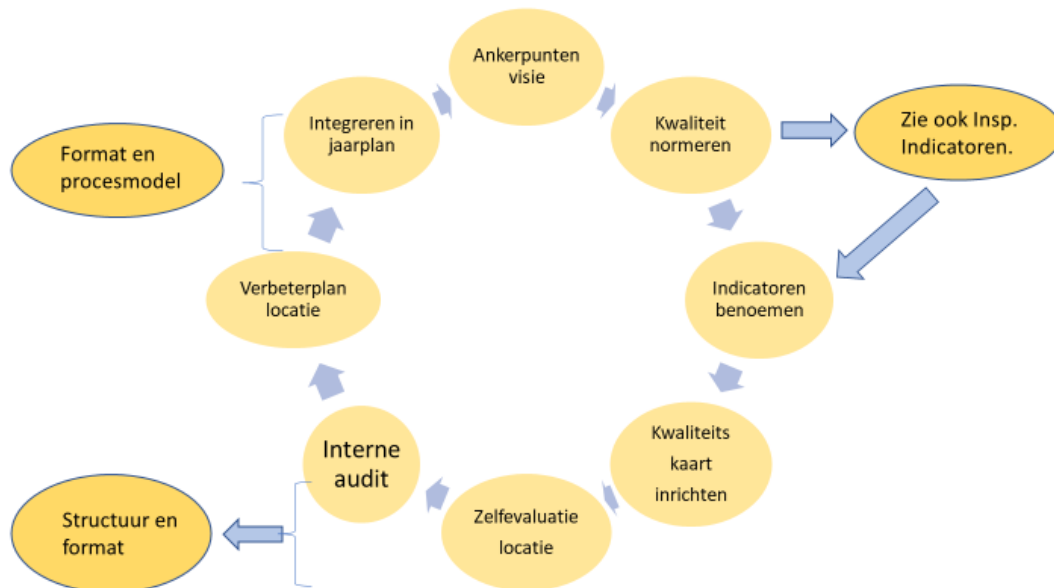 Ankerpunten
visie
Kwaliteit
normeren
Zie ook Insp.
Indicatoren.
Indicatoren
benoemen
Kwaliteits
kaart
inrichten
Zelfevaluatie
locatie
Interne
audit
Structuur en
format
Verbeterplan
locatie
Integreren in
jaarplan
Format en
procesmodel